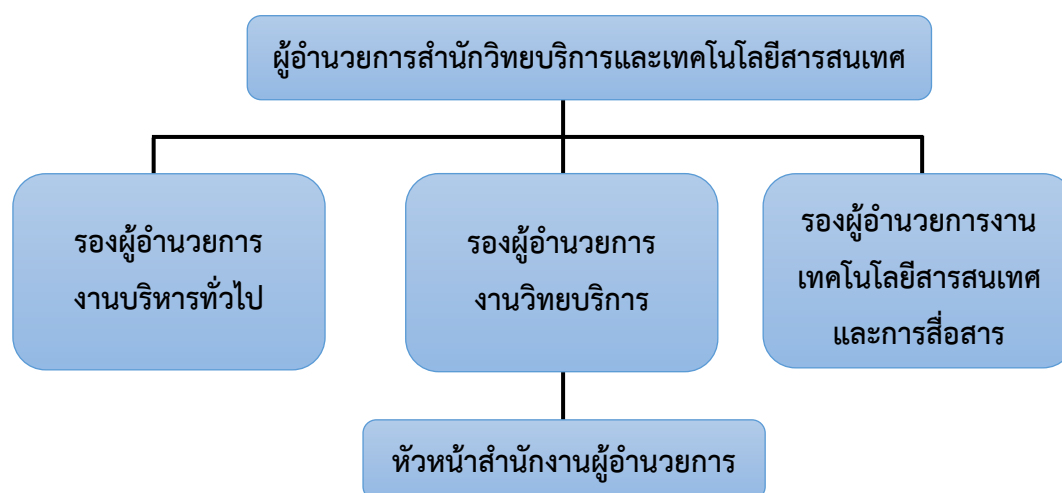 ผู้อำนวยการสำนักวิทยบริการและเทคโนโลยีสารสนเทศ
รองผู้อำนวยการ
งานบริหารทั่วไป
รองผู้อำนวยการ
งานวิทยบริการ
รองผู้อำนวยการงาน
เทคโนโลยีสารสนเทศ
และการสื่อสาร
หัวหน้าสำนักงานผู้อำนวยการ